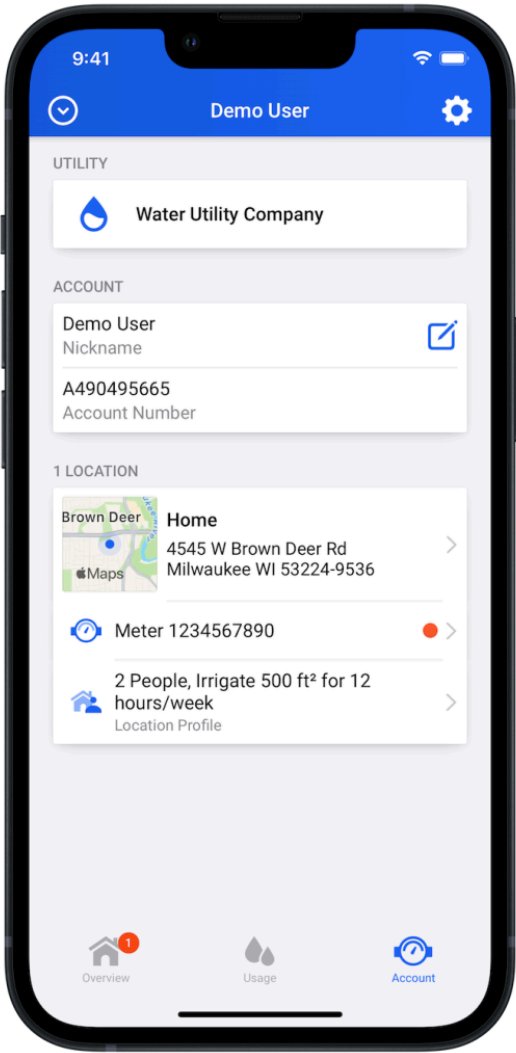 9:41
Demo User
UTILITY
Water Utility Company
ACCOUNT
Demo User
Nickname
A490495665
Account Number
1 LOCATION
Brown Deer
Maps
Home
4545 W Brown Deer Rd
Milwaukee WI 53224-9536
Meter 1234567890
2 People, Irrigate 500 ft² for 12
hours/week
Location Profile
1
Overview
Usage
Account